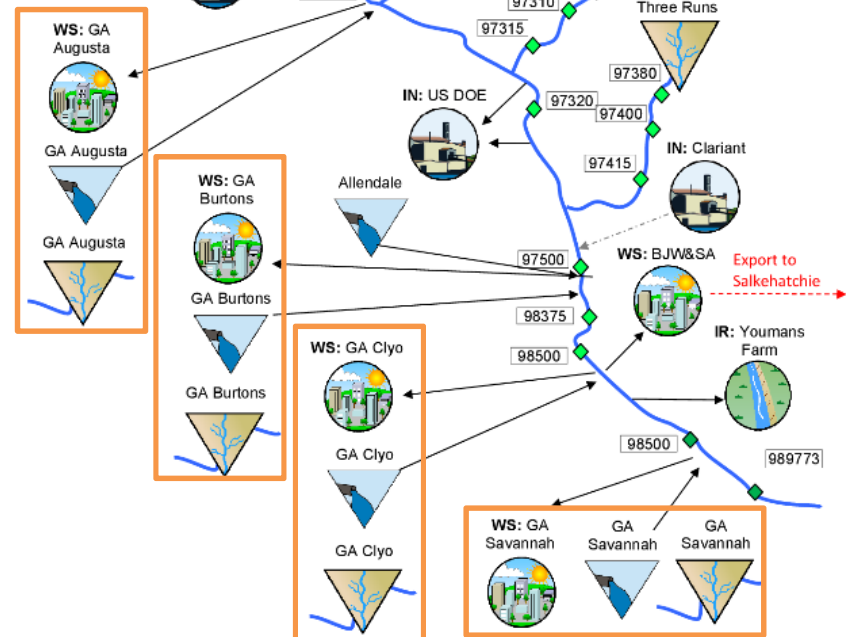 97310
Three Runs
97315
WS: GA
Augusta
97380
IN: US DOE
97320
97400
GA Augusta
97415
IN: Clariant
WS: GA
Burtons
Allendale
GA Augusta
97500
WS: BJW&SA
Export to
Salkehatchie
GA Burtons
98375
IR: Youmans
Farm
WS: GA Clyo
98500
GA Burtons
98500
989773
GA Clyo
WS: GA
Savannah
GA
Savannah
GA
Savannah
GA Clyo